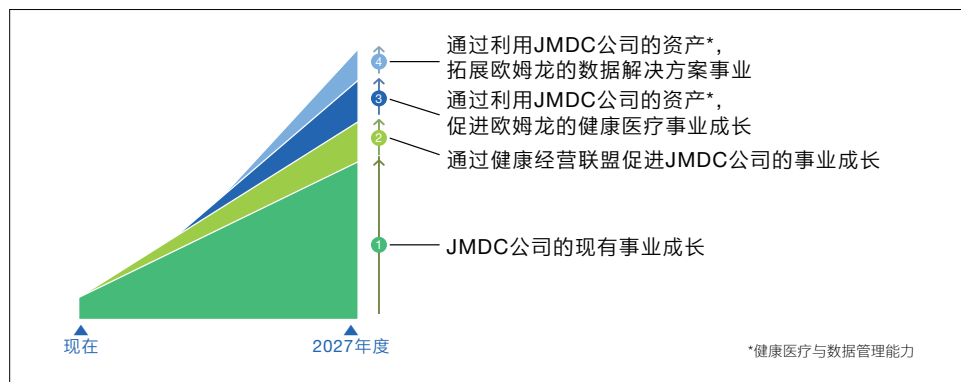 通过利用JMDC公司的资产*，
4
拓展欧姆龙的数据解决方案事业
通过利用JMDC公司的资产*，
3
促进欧姆龙的健康医疗事业成长
2
通过健康经营联盟促进JMDC公司的事业成长
1
JMDC公司的现有事业成长
现在
2027年度
*健康医疗与数据管理能力